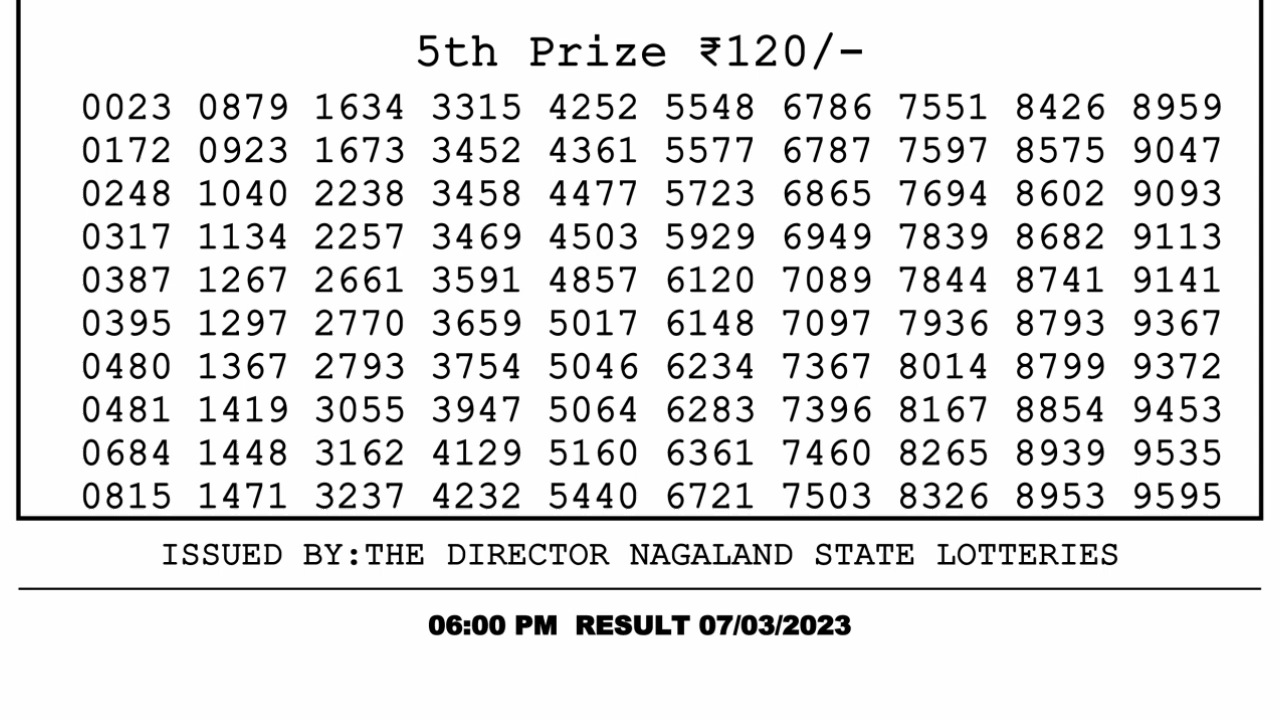 5th Prize ₹120/-
0023 0879 1634 3315 4252 5548 6786 7551 8426 8959
0172 0923 1673 3452 4361 5577 6787 7597 8575 9047
0248 1040 2238 3458 4477 5723 6865 7694 8602 9093
0317 1134 2257 3469 4503 5929 6949 7839 8682 9113
0387 1267 2661 3591 4857 6120 7089 7844 8741 9141
0395 1297 2770 3659 5017 6148 7097 7936 8793 9367
0480 1367 2793 3754 5046 6234 7367 8014 8799 9372
0481 1419 3055 3947 5064 6283 7396 8167 8854 9453
0684 1448 3162 4129 5160 6361 7460 8265 8939 9535
0815 1471 3237 4232 5440 6721 7503 8326 8953 9595
ISSUED BY:THE DIRECTOR NAGALAND STATE LOTTERIES
06:00 PM RESULT 07/03/2023